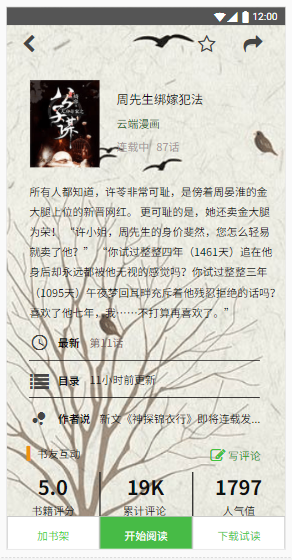 12:00
周先生绑嫁犯法
云端漫画
连载中 87话
所有人都知道，许苓非常可耻，是傍着周晏淮的金
大腿上位的新晋网红。 更可耻的是，她还卖金大腿
为荣！ “许小姐，周先生的身价斐然，您怎么轻易
就卖了他？” “你试过整整四年（1461天）追在他
身后却永远都被他无视的感觉吗？你试过整整三年
（1095天）午夜梦回耳畔充斥着他残忍拒绝的话吗？
喜欢了他七年，我……不打算再喜欢了。”
最新 第11话
目录 11小时前更新
作者说 新文《神探锦衣行》即将连载发...
书友互动 写评论
5.0 19K 1797
书籍评分 累计评论 人气值
加书架 开始阅读 下载试读